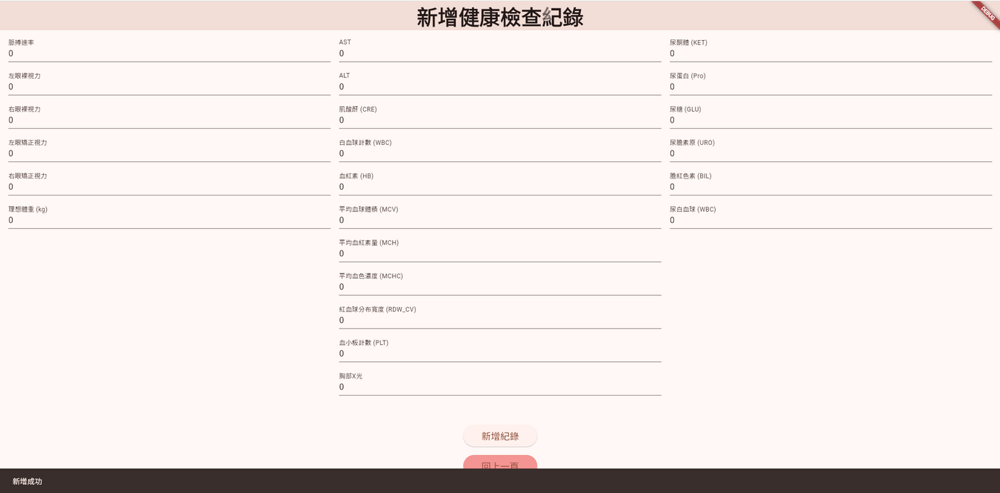 新增健康檢查紀錄
DEBUG
脈搏速率
0
左眼裸視力
0
右眼裸視力
0
左眼矯正視力
0
右眼矯正視力
0
理想體重 (kg)
0
AST
0
ALT
0
肌酸酐 (CRE)
0
白血球計數 (WBC)
0
血紅素 (HB)
0
平均血球體積 (MCV)
0
平均血紅素量 (MCH)
0
平均血色濃度 (MCHC)
0
紅血球分布寬度 (RDW_CV)
0
血小板計數 (PLT)
0
胸部X光
0
尿酮體 (KET)
0
尿蛋白 (Pro)
0
尿糖 (GLU)
0
尿膽素原 (URO)
0
膽紅色素 (BIL)
0
尿白血球 (WBC)
0
新增紀錄
回上一頁
新增成功